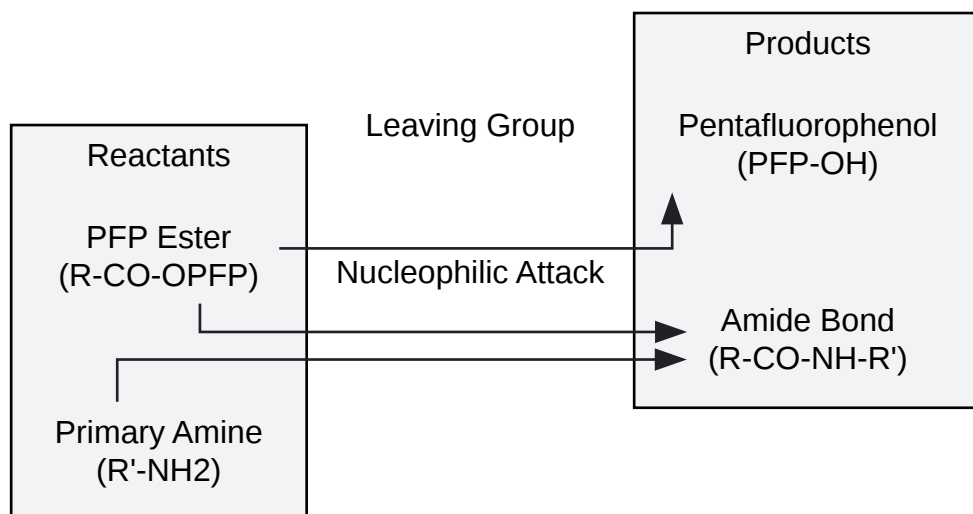 Reactants
PFP Ester
(R-CO-OPFP)
Primary Amine
(R'-NH2)
Leaving Group
Nucleophilic Attack
Products
Pentafluorophenol
(PFP-OH)
Amide Bond
(R-CO-NH-R')